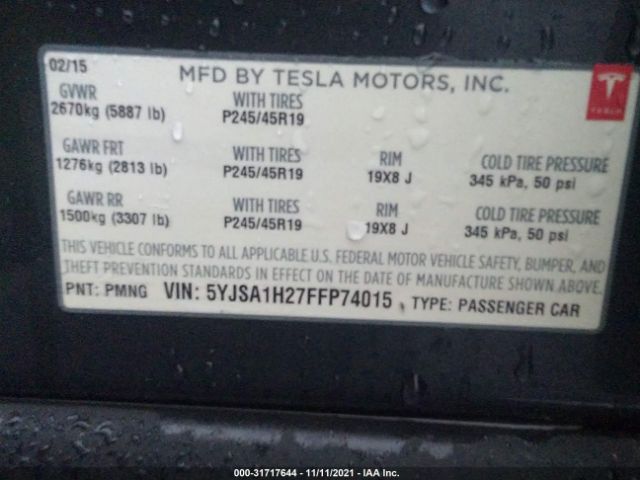 02/15 MFD BY TESLA MOTORS, INC.
TESLA
GVWR WITH TIRES
2670kg (5887 lb) P245/45R19
GAWR FRT WITH TIRES RIM COLD TIRE PRESSURE
1276kg (2813 lb) P245/45R19 19X8 J 345 kPa, 50 psi
GAWR RR WITH TIRES RIM COLD TIRE PRESSURE
1500kg (3307 lb) P245/45R19 19X8 J 345 kPa, 50 psi
THIS VEHICLE CONFORMS TO ALL APPLICABLE U.S. FEDERAL MOTOR VEHICLE SAFETY, BUMPER, AND
THEFT PREVENTION STANDARDS IN EFFECT ON THE DATE OF MANUFACTURE SHOWN ABOVE.
PNT: PMNG VIN: 5YJSA1H27FFP74015 TYPE: PASSENGER CAR
000-31717644 - 11/11/2021 - IAA Inc.